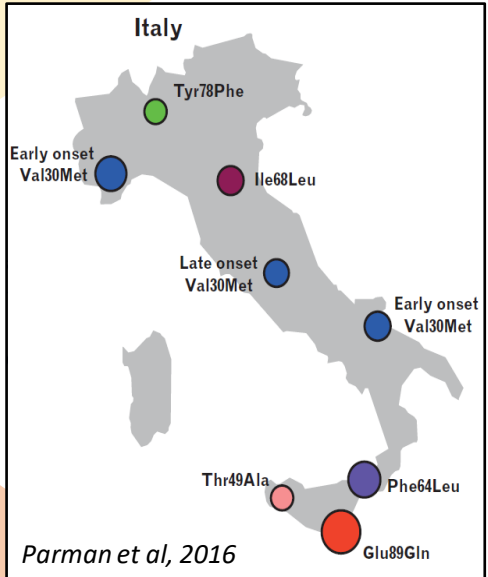 Italy
Tyr78Phe
Early onset
Val30Met
Ile68Leu
Late onset
Val30Met
Early onset
Val30Met
Thr49Ala
Phe64Leu
Glu89Gln
Parman et al, 2016